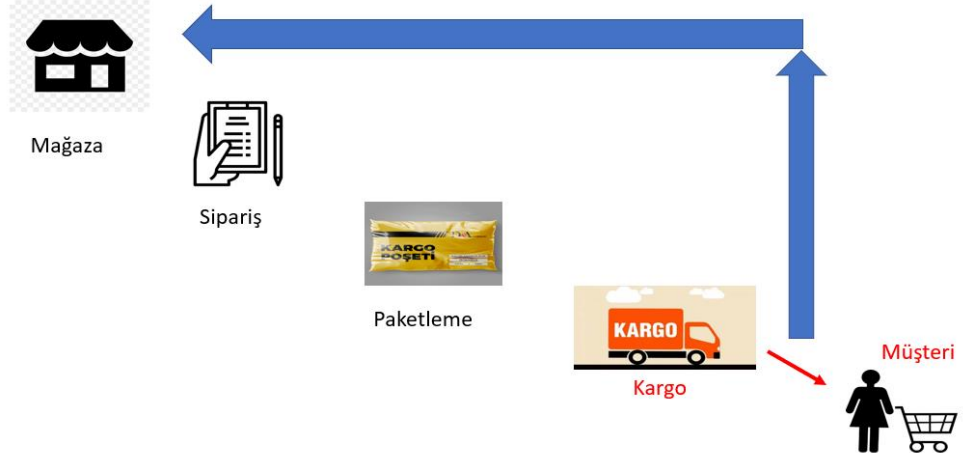 Mağaza
Sipariş
KARGO
POŞETİ
Paketleme
KARGO
Kargo
Müşteri